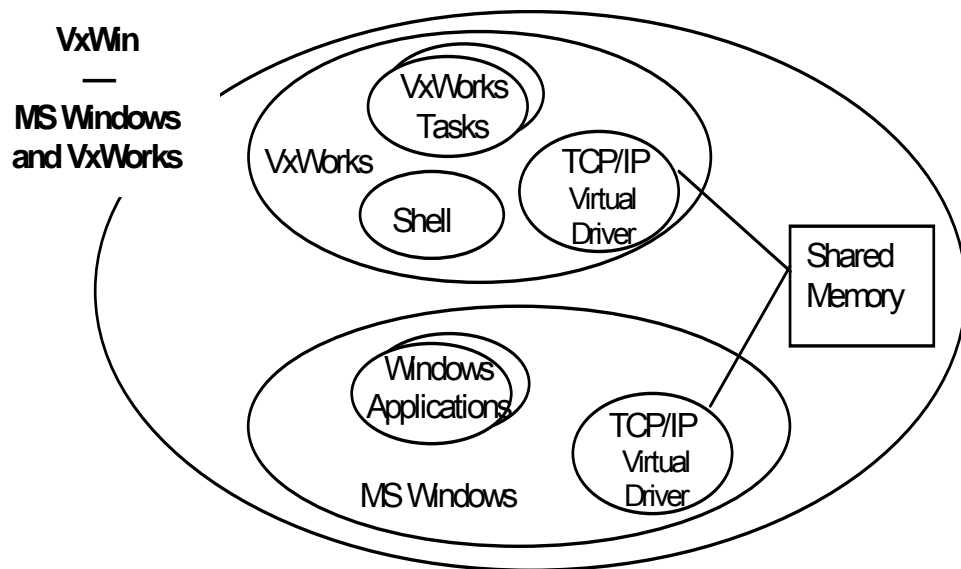 VxWin
—
MS Windows
and VxWorks
VxWorks
Tasks
VxWorks
Shell
TCP/IP
Virtual
Driver
Shared
Memory
Windows
Applications
MS Windows
TCP/IP
Virtual
Driver